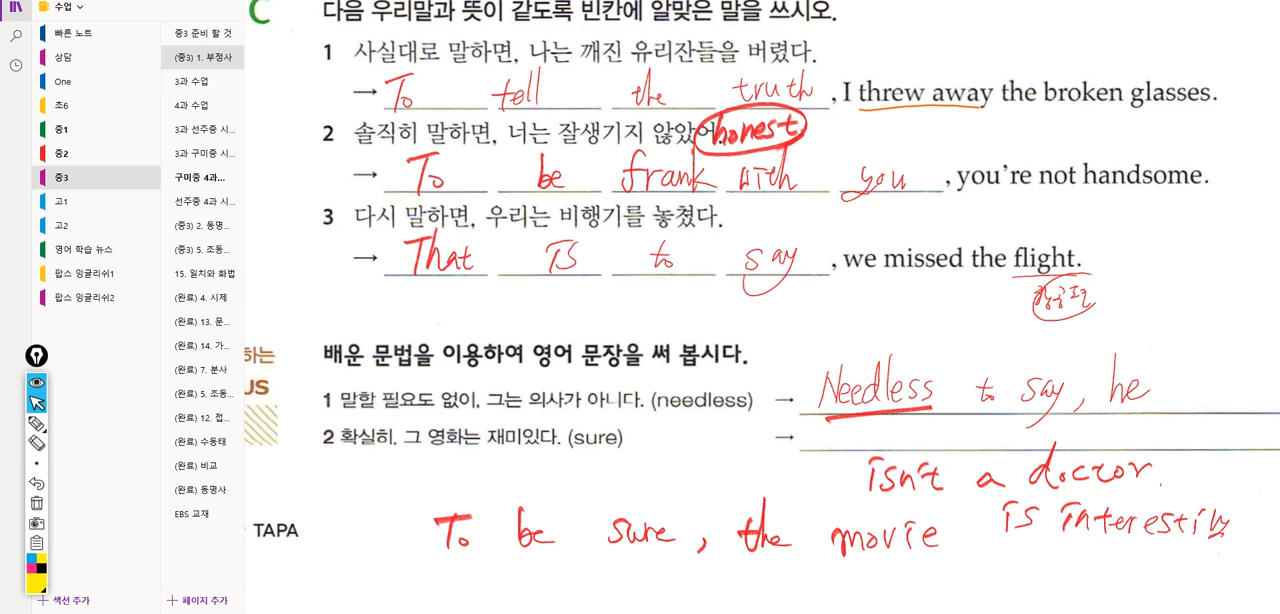 수업
빠른 노트
상담
One
초6
중1
중2
중3
고1
고2
영어 학습 뉴스
팝스 잉글리쉬1
팝스 잉글리쉬2
섹션 추가
중3 준비 할 것
(중3) 1. 부정사
3과 수업
4과 수업
3과 선주중 시...
3과 구미중 시...
구미중 4과...
선주중 4과 시...
(중3) 2. 동명...
(중3) 5. 조동...
15. 일치와 화법
(완료) 4. 시제
(완료) 13. 문...
(완료) 14. 가...
(완료) 7. 분사
(완료) 5. 조동...
(완료) 12. 접...
(완료) 수동태
(완료) 비교
(완료) 동명사
EBS 교재
페이지 추가
C 다음 우리말과 뜻이 같도록 빈칸에 알맞은 말을 쓰시오.
1 사실대로 말하면, 나는 깨진 유리잔들을 버렸다.
→ To tell the truth, I threw away the broken glasses.
2 솔직히 말하면, 너는 잘생기지 않았어. honest
→ To be frank with you, you're not handsome.
3 다시 말하면, 우리는 비행기를 놓쳤다.
→ That is to say, we missed the flight.
항공편
하는
US
배운 문법을 이용하여 영어 문장을 써 봅시다.
1 말할 필요도 없이, 그는 의사가 아니다. (needless) → Needless to say, he
2 확실히, 그 영화는 재미있다. (sure) →
isn't a doctor.
To be sure, the movie is interesting
TAPA